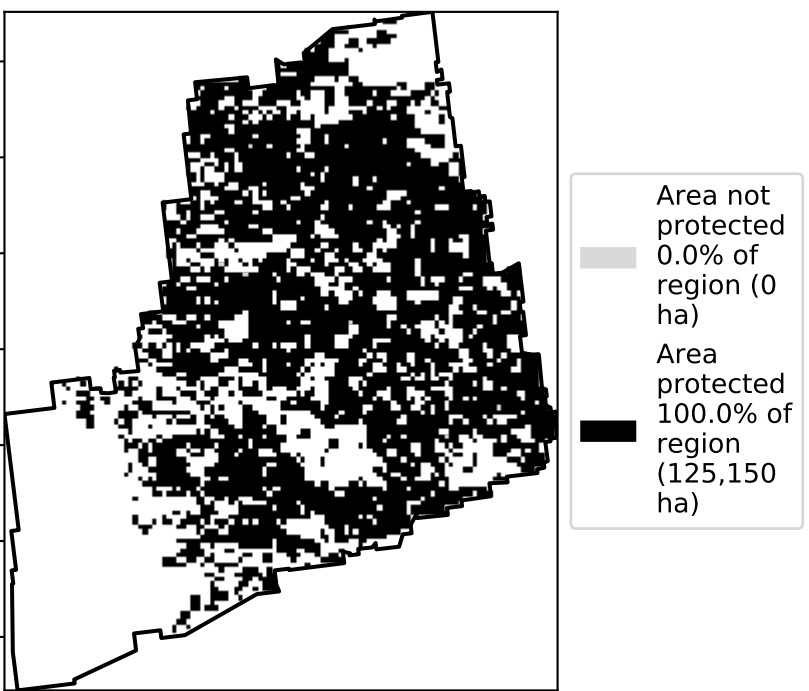 Area not
protected
0.0% of
region (0
ha)
Area
protected
100.0% of
region
(125,150
ha)